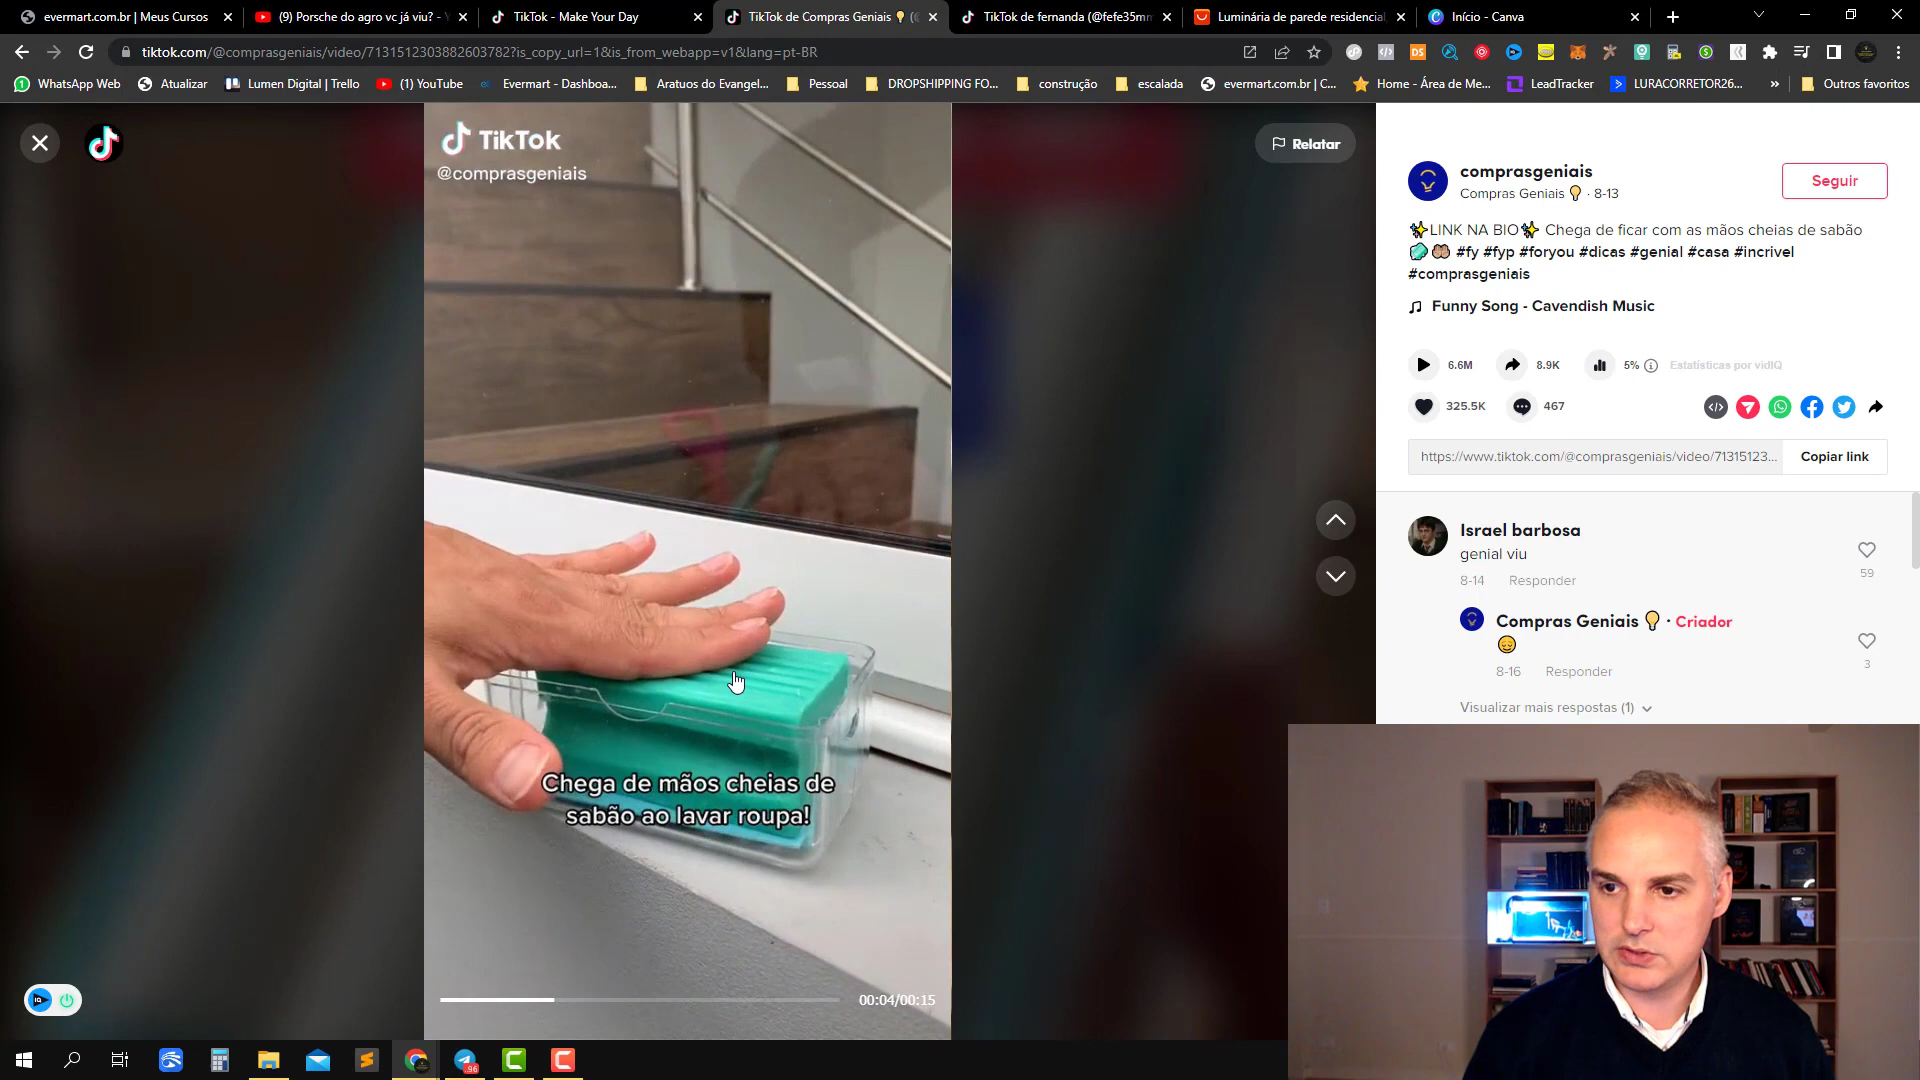 evermart.com.br | Meus Cursos
(9) Porsche do agro vc já viu? -
TikTok - Make Your Day
TikTok de Compras Geniais
TikTok de fernanda (@fefe35mm
Luminária de parede residencial,
Início - Canva
tiktok.com/@comprasgeniais/video/7131512303882603782?is_copy_url=1&is_from_webapp=v1&lang=pt-BR
WhatsApp Web
Atualizar
Lumen Digital | Trello
(1) YouTube
Evermart - Dashboa...
Aratuos do Evangel...
Pessoal
DROPSHIPPING FO...
construção
escalada
evermart.com.br | C...
Home - Área de Me...
LeadTracker
LURACORRETOR26...
Outros favoritos
TikTok
@comprasgeniais
Relatar
comprasgeniais
Compras Geniais 💡 · 8-13
Seguir
✨LINK NA BIO✨ Chega de ficar com as mãos cheias de sabão
#fy #fyp #foryou #dicas #genial #casa #incrivel
#comprasgeniais
Funny Song - Cavendish Music
6.6M
8.9K
5%
Estatísticas por vidIQ
325.5K
467
https://www.tiktok.com/@comprasgeniais/video/7131512３...
Copiar link
Israel barbosa
genial viu
59
8-14 Responder
Compras Geniais 💡 · Criador
😌
3
8-16 Responder
Visualizar mais respostas (1)
Chega de mãos cheias de
sabão ao lavar roupa!
00:04/00:15
96